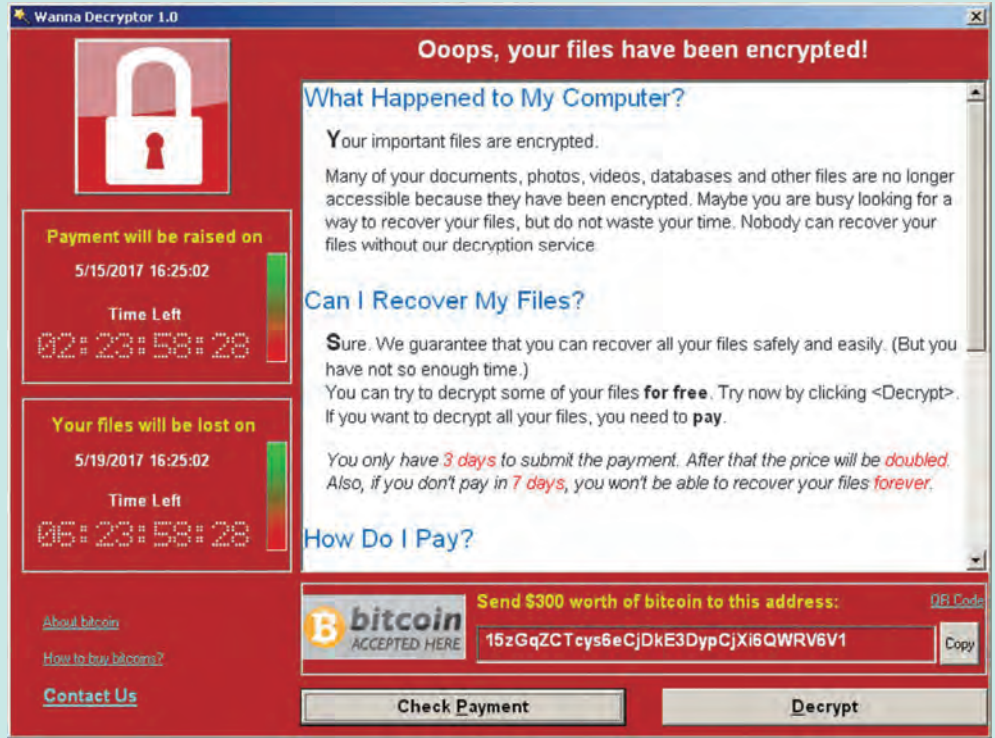 Wanna Decryptor 1.0
Ooops, your files have been encrypted!
What Happened to My Computer?
Your important files are encrypted.
Many of your documents, photos, videos, databases and other files are no longer
accessible because they have been encrypted. Maybe you are busy looking for a
way to recover your files, but do not waste your time. Nobody can recover your
files without our decryption service
Can I Recover My Files?
Sure. We guarantee that you can recover all your files safely and easily. (But you
have not so enough time.)
You can try to decrypt some of your files for free. Try now by clicking <Decrypt>.
If you want to decrypt all your files, you need to pay.
You only have 3 days to submit the payment. After that the price will be doubled.
Also, if you don't pay in 7 days, you won't be able to recover your files forever.
How Do I Pay?
Payment will be raised on
5/15/2017 16:25:02
Time Left
02:23:58:28
Your files will be lost on
5/19/2017 16:25:02
Time Left
06:23:58:28
About bitcoin
How to buy bitcoins?
Contact Us
bitcoin
ACCEPTED HERE
Send $300 worth of bitcoin to this address:
QR Code
15zGqZCTcys6eCjDkE3DypCjXi6QWRV6V1
Copy
Check Payment
Decrypt